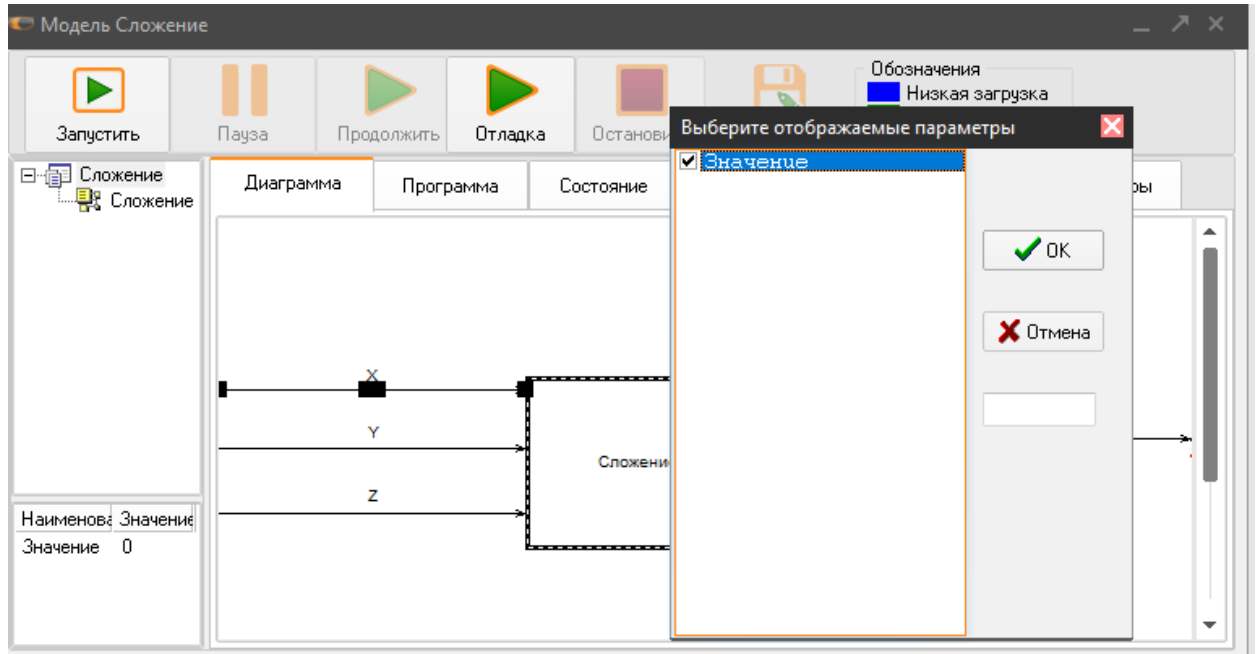 Модель Сложение
Обозначения
Низкая загрузка
Запустить
Пауза
Продолжить
Отладка
Останови
Выберите отображаемые параметры
Значение
Сложение
Сложение
Диаграмма
Программа
Состояние
ры
OK
Отмена
X
Y
Сложени
Z
Наименова Значение
Значение 0